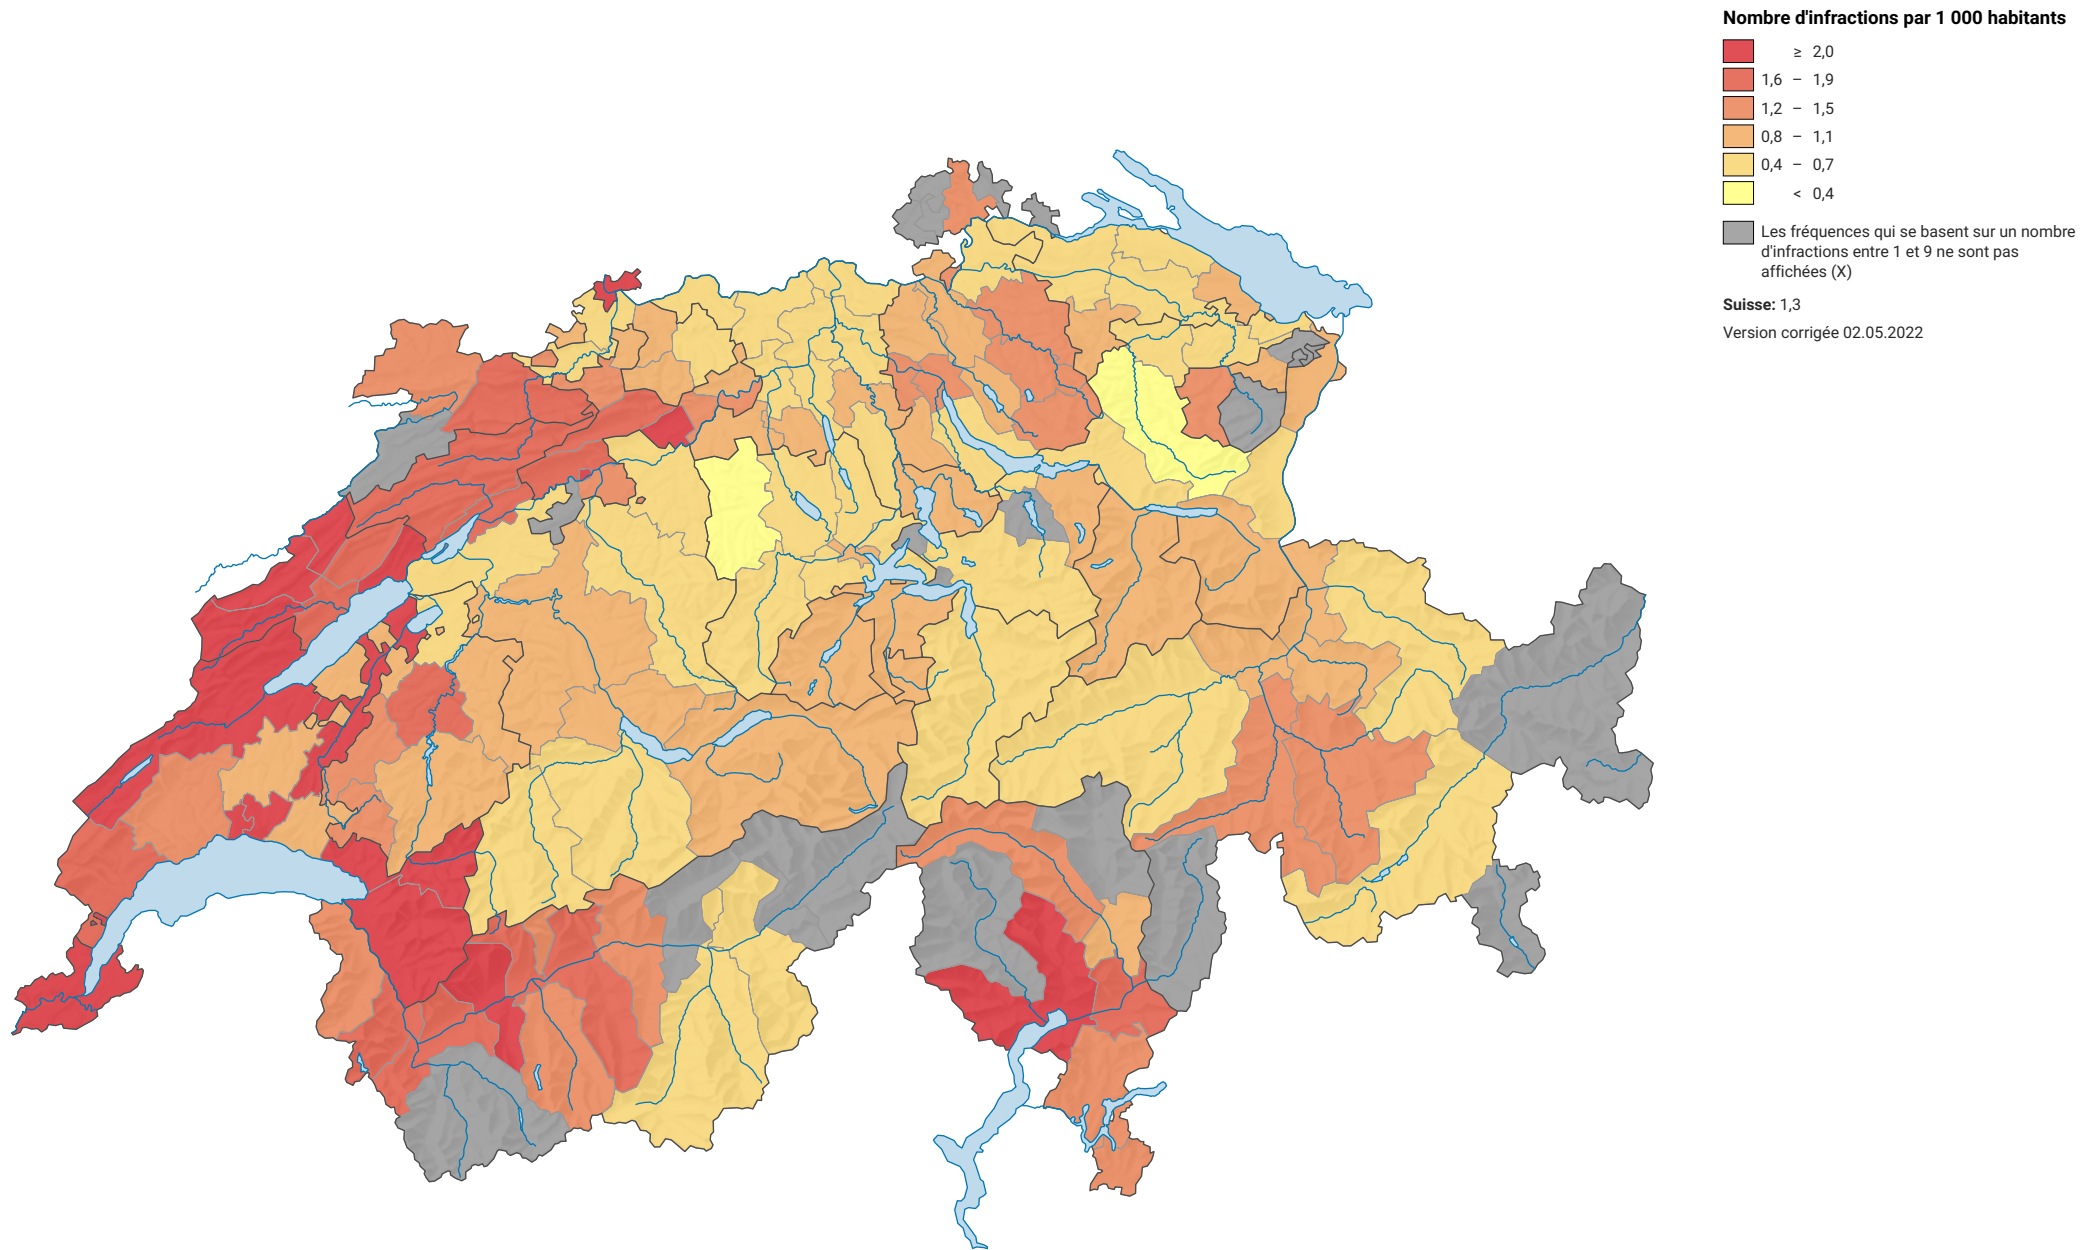 Nombre d'infractions par 1 000 habitants
≥ 2,0
1,6 – 1,9
1,2 – 1,5
0,8 – 1,1
0,4 – 0,7
< 0,4
Les fréquences qui se basent sur un nombre
d'infractions entre 1 et 9 ne sont pas
affichées (X)
Suisse: 1,3
Version corrigée 02.05.2022